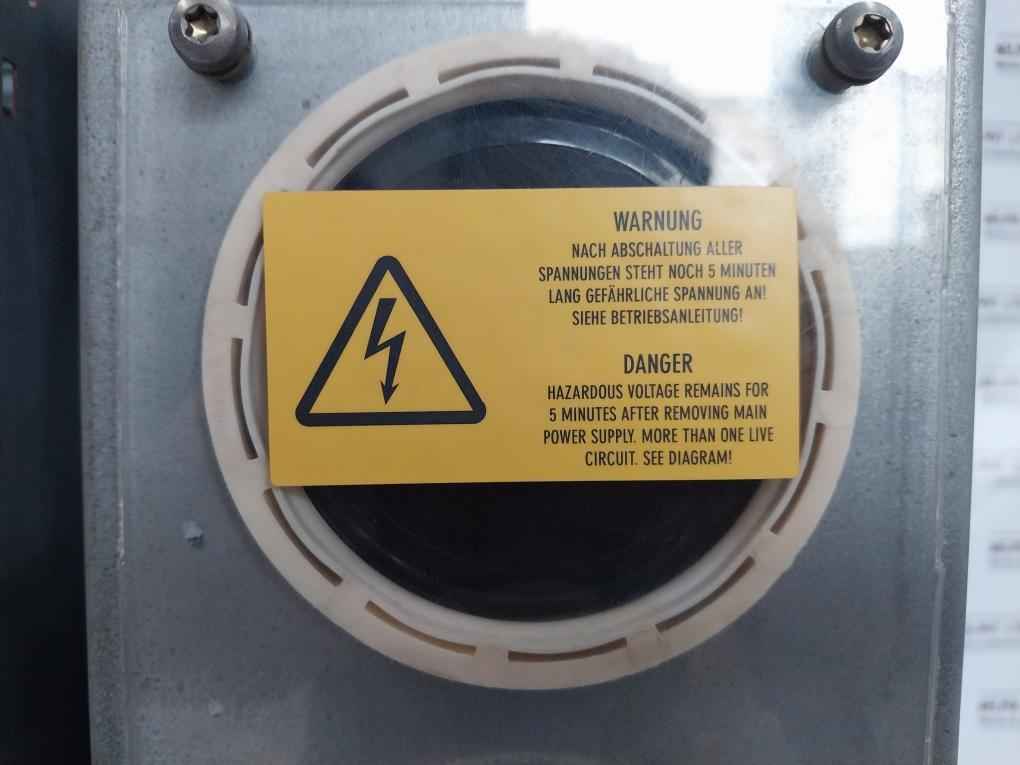 WARNUNG
NACH ABSCHALTUNG ALLER
SPANNUNGEN STEHT NOCH 5 MINUTEN
LANG GEFÄHRLICHE SPANNUNG AN!
SIEHE BETRIEBSANLEITUNG!
DANGER
HAZARDOUS VOLTAGE REMAINS FOR
5 MINUTES AFTER REMOVING MAIN
POWER SUPPLY. MORE THAN ONE LIVE
CIRCUIT. SEE DIAGRAM!